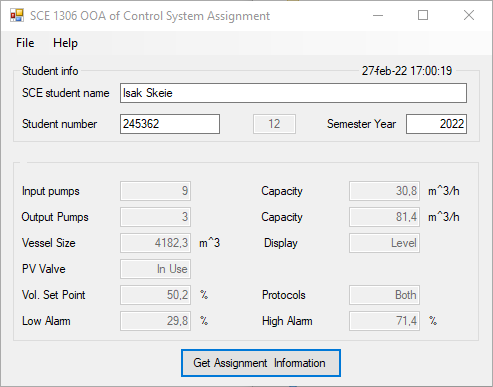 SCE 1306 OOA of Control System Assignment
File Help
Student info 27-feb-22 17:00:19
SCE student name Isak Skeie
Student number 245362 12 Semester Year 2022
Input pumps 9 Capacity 30,8 m^3/h
Output Pumps 3 Capacity 81,4 m^3/h
Vessel Size 4182,3 m^3 Display Level
PV Valve In Use
Vol. Set Point 50,2 % Protocols Both
Low Alarm 29,8 % High Alarm 71,4 %
Get Assignment Information